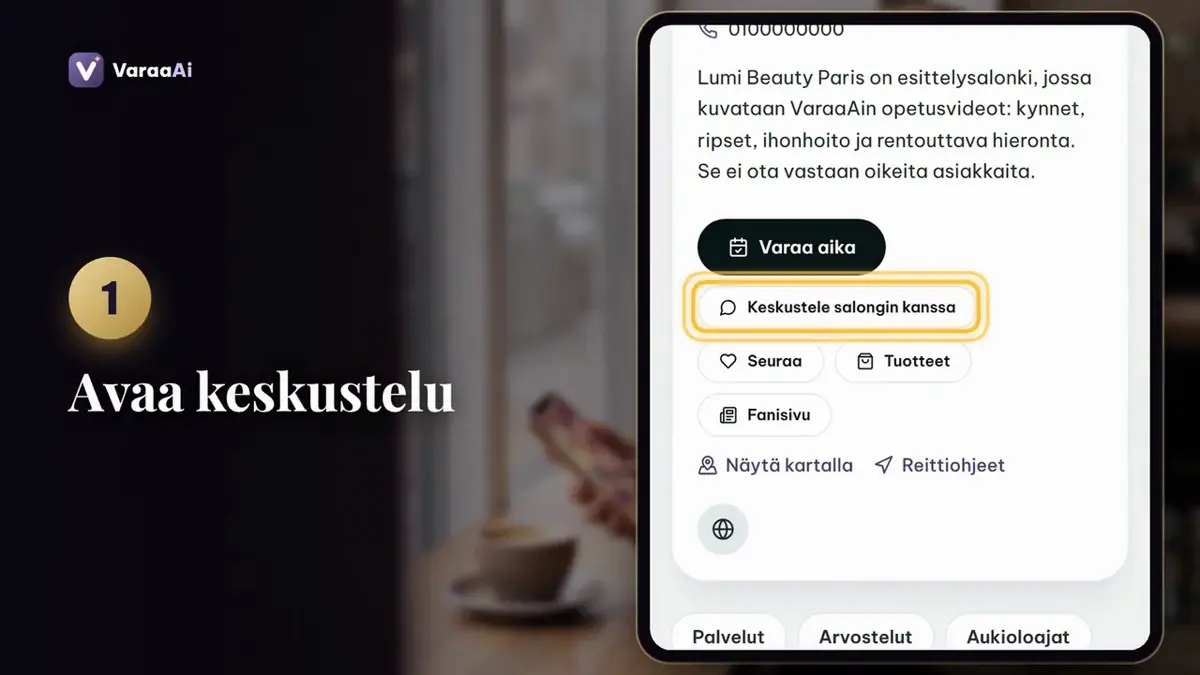 VaraaAi
1
Avaa keskustelu
0100000000
Lumi Beauty Paris on esittelysalonki, jossa
kuvataan VaraaAin opetusvideot: kynnet,
ripset, ihonhoito ja rentouttava hieronta.
Se ei ota vastaan oikeita asiakkaita.
Varaa aika
Keskustele salongin kanssa
Seuraa
Tuotteet
Fanisivu
Näytä kartalla
Reittiohjeet
Palvelut
Arvostelut
Aukioloajat